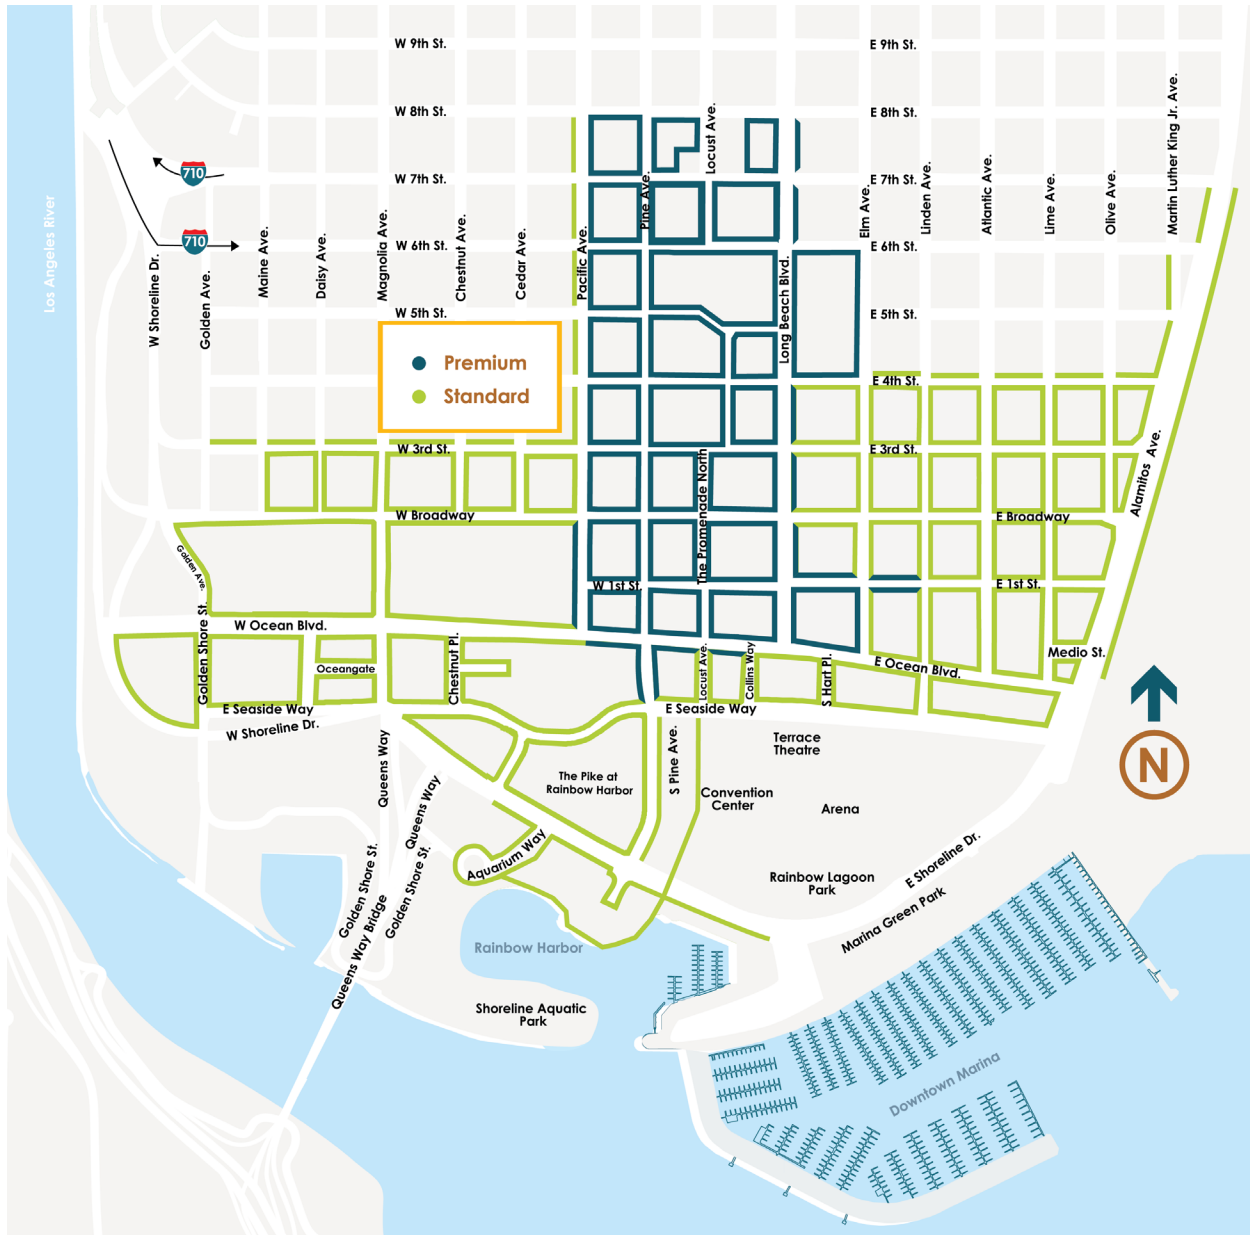 W 9th St.
E 9th St.
W 8th St.
E 8th St.
Locust Ave.
Martin Luther King Jr. Ave.
710
W 7th St.
E 7th St.
Pine Ave.
Elm Ave.
Linden Ave.
Atlantic Ave.
Lime Ave.
Olive Ave.
Los Angeles River
710
W 6th St.
E 6th St.
W Shoreline Dr.
Golden Ave.
Maine Ave.
Daisy Ave.
Magnolia Ave.
Chestnut Ave.
Cedar Ave.
Pacific Ave.
Long Beach Blvd.
W 5th St.
E 5th St.
Premium
Standard
E 4th St.
W 3rd St.
E 3rd St.
Alamitos Ave.
The Promenade North
W Broadway
E Broadway
Golden Ave.
W 1st St.
E 1st St.
Golden Shore St.
W Ocean Blvd.
Chestnut Pl.
Oceangate
Locust Ave.
Collins Way
S Hart Pl.
E Ocean Blvd.
Medio St.
E Seaside Way
E Seaside Way
W Shoreline Dr.
Queens Way
S Pine Ave.
Terrace
Theatre
N
The Pike at
Rainbow Harbor
Convention
Center
Arena
Queens Way
Aquarium Way
Golden Shore St.
Golden Shore St.
E Shoreline Dr.
Rainbow Lagoon
Park
Marina Green Park
Queens Way Bridge
Rainbow Harbor
Shoreline Aquatic
Park
Downtown Marina